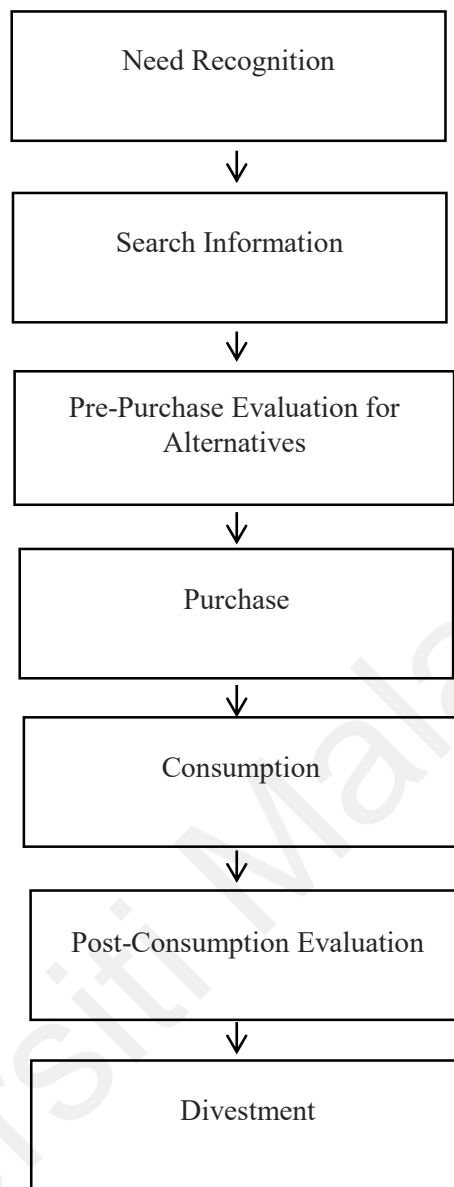 Need Recognition
Search Information
Pre-Purchase Evaluation for
Alternatives
Purchase
Consumption
Post-Consumption Evaluation
Divestment